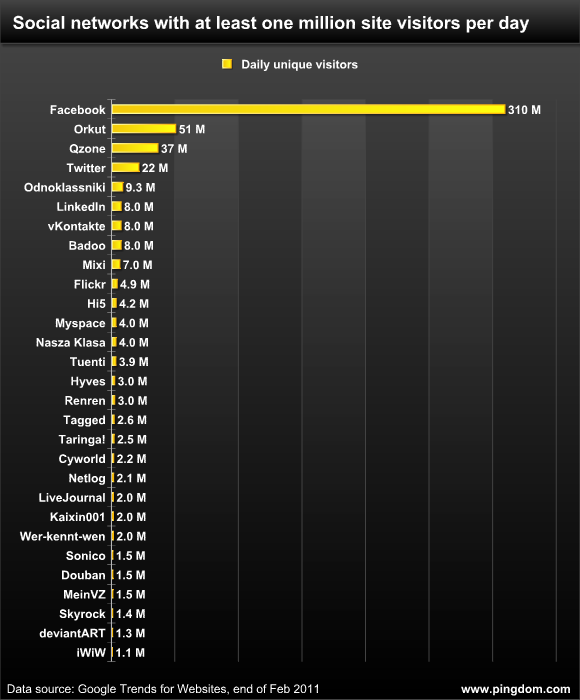 Social networks with at least one million site visitors per day
Daily unique visitors
Facebook 310 M
Orkut 51 M
Qzone 37 M
Twitter 22 M
Odnoklassniki 9.3 M
LinkedIn 8.0 M
vKontakte 8.0 M
Badoo 8.0 M
Mixi 7.0 M
Flickr 4.9 M
Hi5 4.2 M
Myspace 4.0 M
Nasza Klasa 4.0 M
Tuenti 3.9 M
Hyves 3.0 M
Renren 3.0 M
Tagged 2.6 M
Taringa! 2.5 M
Cyworld 2.2 M
Netlog 2.1 M
LiveJournal 2.0 M
Kaixin001 2.0 M
Wer-kennt-wen 2.0 M
Sonico 1.5 M
Douban 1.5 M
MeinVZ 1.5 M
Skyrock 1.4 M
deviantART 1.3 M
iWiW 1.1 M
Data source: Google Trends for Websites, end of Feb 2011 www.pingdom.com